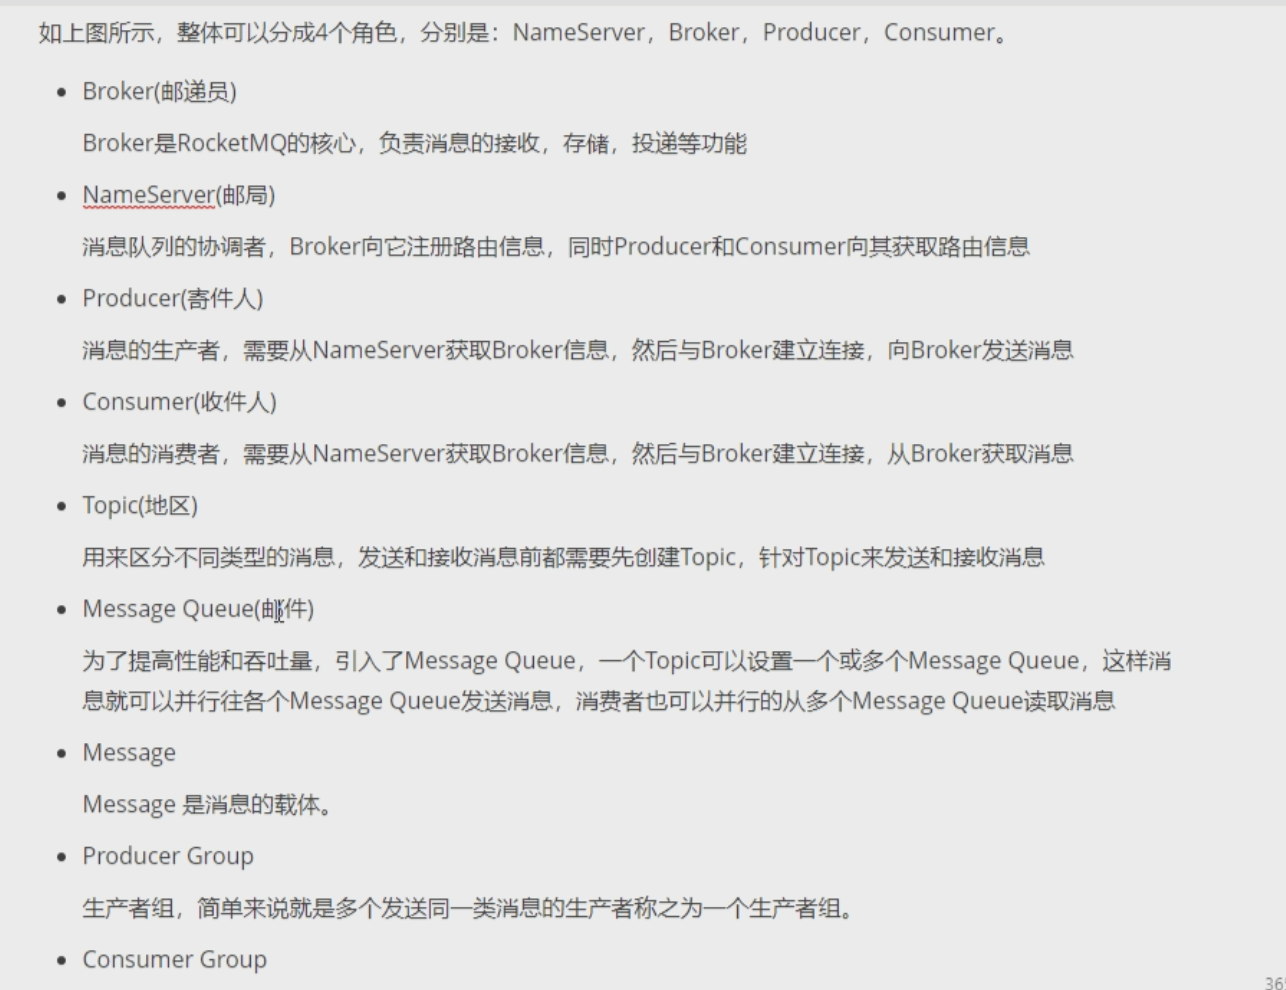 如上图所示，整体可以分成4个角色，分别是：NameServer，Broker，Producer，Consumer。
• Broker(邮递员)
Broker是RocketMQ的核心，负责消息的接收，存储，投递等功能
• NameServer(邮局)
消息队列的协调者，Broker向它注册路由信息，同时Producer和Consumer向其获取路由信息
• Producer(寄件人)
消息的生产者，需要从NameServer获取Broker信息，然后与Broker建立连接，向Broker发送消息
• Consumer(收件人)
消息的消费者，需要从NameServer获取Broker信息，然后与Broker建立连接，从Broker获取消息
• Topic(地区)
用来区分不同类型的消息，发送和接收消息前都需要先创建Topic，针对Topic来发送和接收消息
• Message Queue(邮件)
为了提高性能和吞吐量，引入了Message Queue，一个Topic可以设置一个或多个Message Queue，这样消
息就可以并行往各个Message Queue发送消息，消费者也可以并行的从多个Message Queue读取消息
• Message
Message 是消息的载体。
• Producer Group
生产者组，简单来说就是多个发送同一类消息的生产者称之为一个生产者组。
• Consumer Group